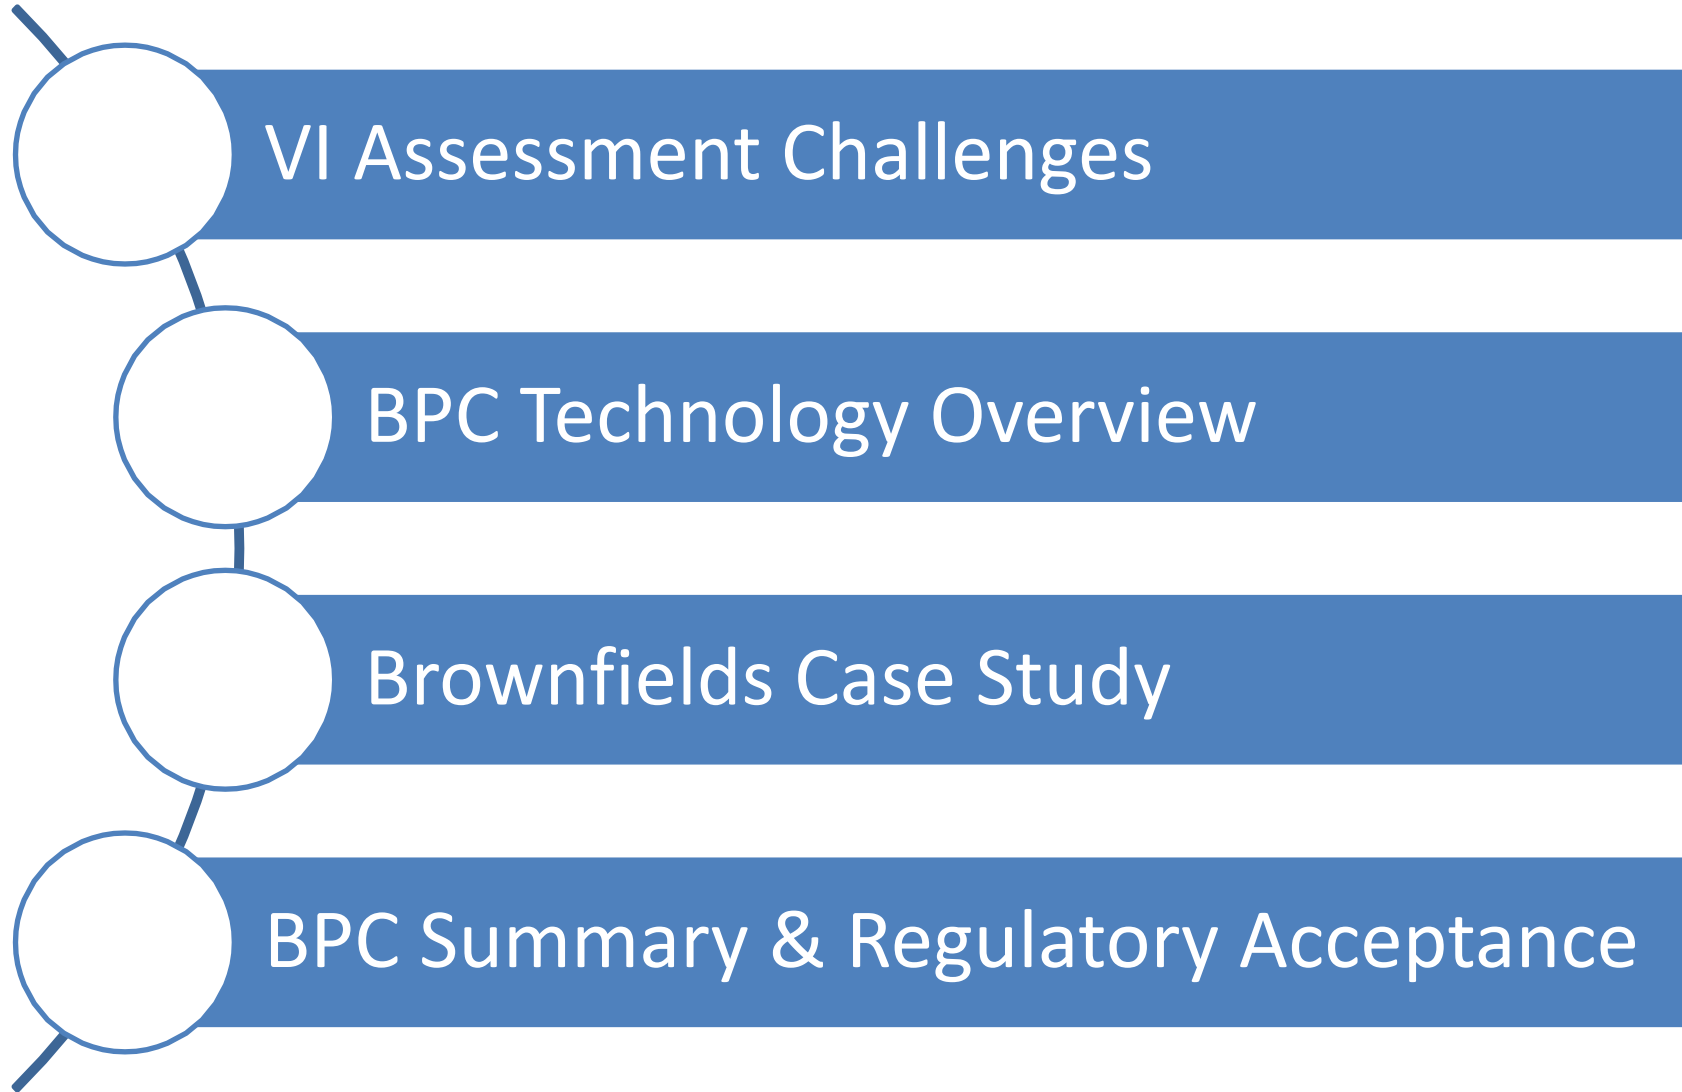 VI Assessment Challenges
BPC Technology Overview
Brownfields Case Study
BPC Summary & Regulatory Acceptance